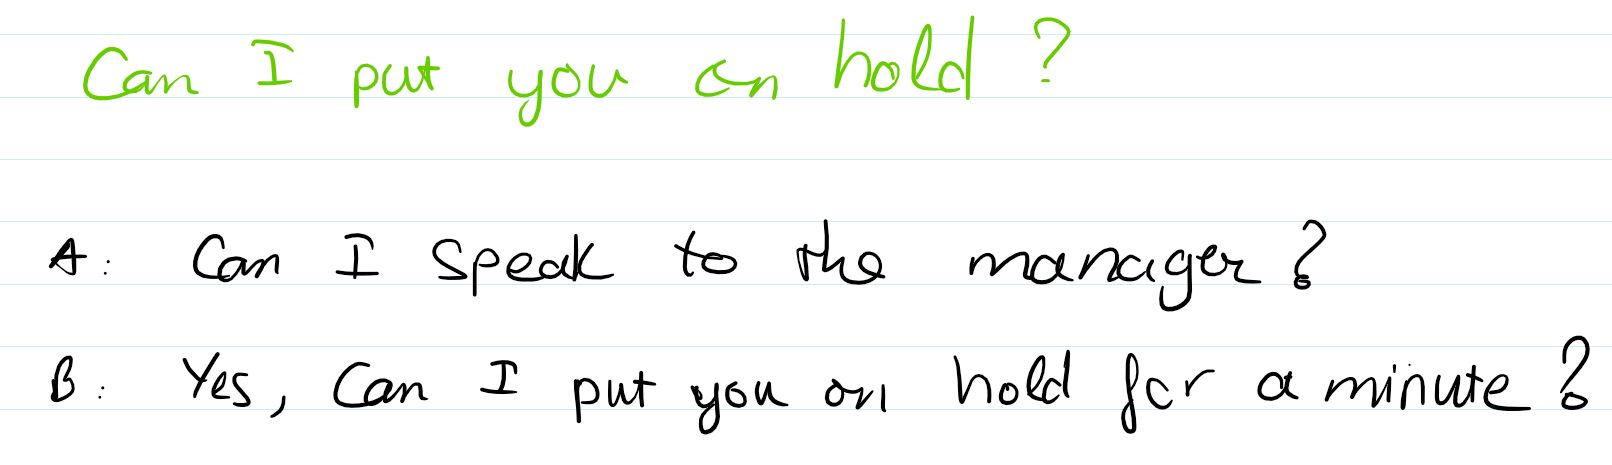 Can I put you on hold?
A: Can I speak to the manager?
B: Yes, Can I put you on hold for a minute?